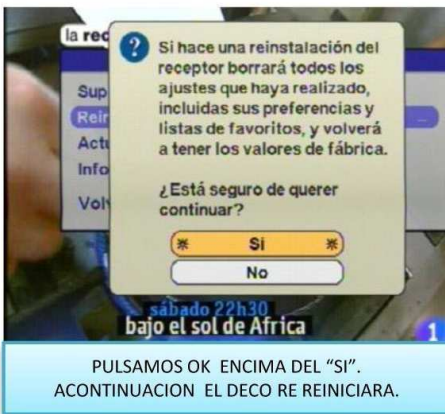 la rec
Si hace una reinstalación del
receptor borrará todos los
ajustes que haya realizado,
incluidas sus preferencias y
listas de favoritos, y volverá
a tener los valores de fábrica.
¿Está seguro de querer
continuar?
Si
No
Sup
Rein
Actu
Info
Volv
sábado 22h30
bajo el sol de Africa
1
PULSAMOS OK ENCIMA DEL “SI”.
ACONTINUACION EL DECO RE REINICIARA.